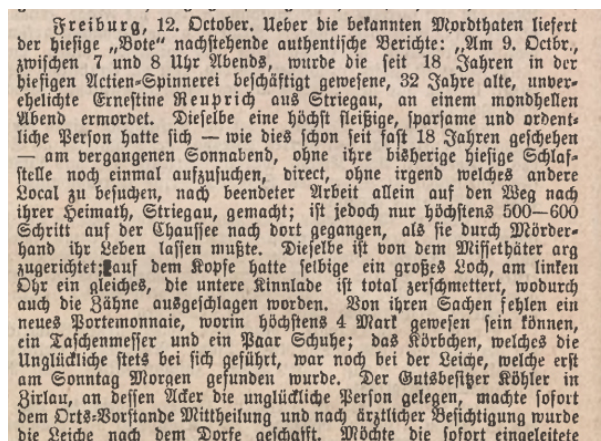 Freiburg, 12. October. Ueber die bekannten Mordthaten liefert
der hiesige „Bote“ nachstehende authentische Berichte: „Am 9. Octbr.,
zwischen 7 und 8 Uhr Abends, wurde die seit 18 Jahren in der
hiesigen Actien-Spinnerei beschäftigt gewesene, 32 Jahre alte, unver-
ehelichte Ernestine Reuprich aus Striegau, an einem mondhellen
Abend ermordet. Dieselbe eine höchst fleißige, sparsame und ordent-
liche Person hatte sich — wie dies schon seit fast 18 Jahren geschehen
— am vergangenen Sonnabend, ohne ihre bisherige hiesige Schlaf-
stelle noch einmal aufzusuchen, direct, ohne irgend welches andere
Local zu besuchen, nach beendeter Arbeit allein auf den Weg nach
ihrer Heimath, Striegau, gemacht; ist jedoch nur höchstens 500—600
Schritt auf der Chaussee nach dort gegangen, als sie durch Mörder-
hand ihr Leben lassen mußte. Dieselbe ist von dem Missethäter arg
zugerichtet; auf dem Kopfe hatte selbige ein großes Loch, am linken
Ohr ein gleiches, die untere Kinnlade ist total zerschmettert, wodurch
auch die Zähne ausgeschlagen worden. Von ihren Sachen fehlen ein
neues Portemonnaie, worin höchstens 4 Mark gewesen sein können,
ein Taschenmesser und ein Paar Schuhe; das Körbchen, welches die
Unglückliche stets bei sich geführt, war noch bei der Leiche, welche erst
am Sonntag Morgen gefunden wurde. Der Gutsbesitzer Köhler in
Zirlau, an dessen Acker die unglückliche Person gelegen, machte sofort
dem Orts-Vorstande Mittheilung und nach ärztlicher Besichtigung wurde
die Leiche nach dem Dorfe geschafft. Möchte die sofort eingeleitete